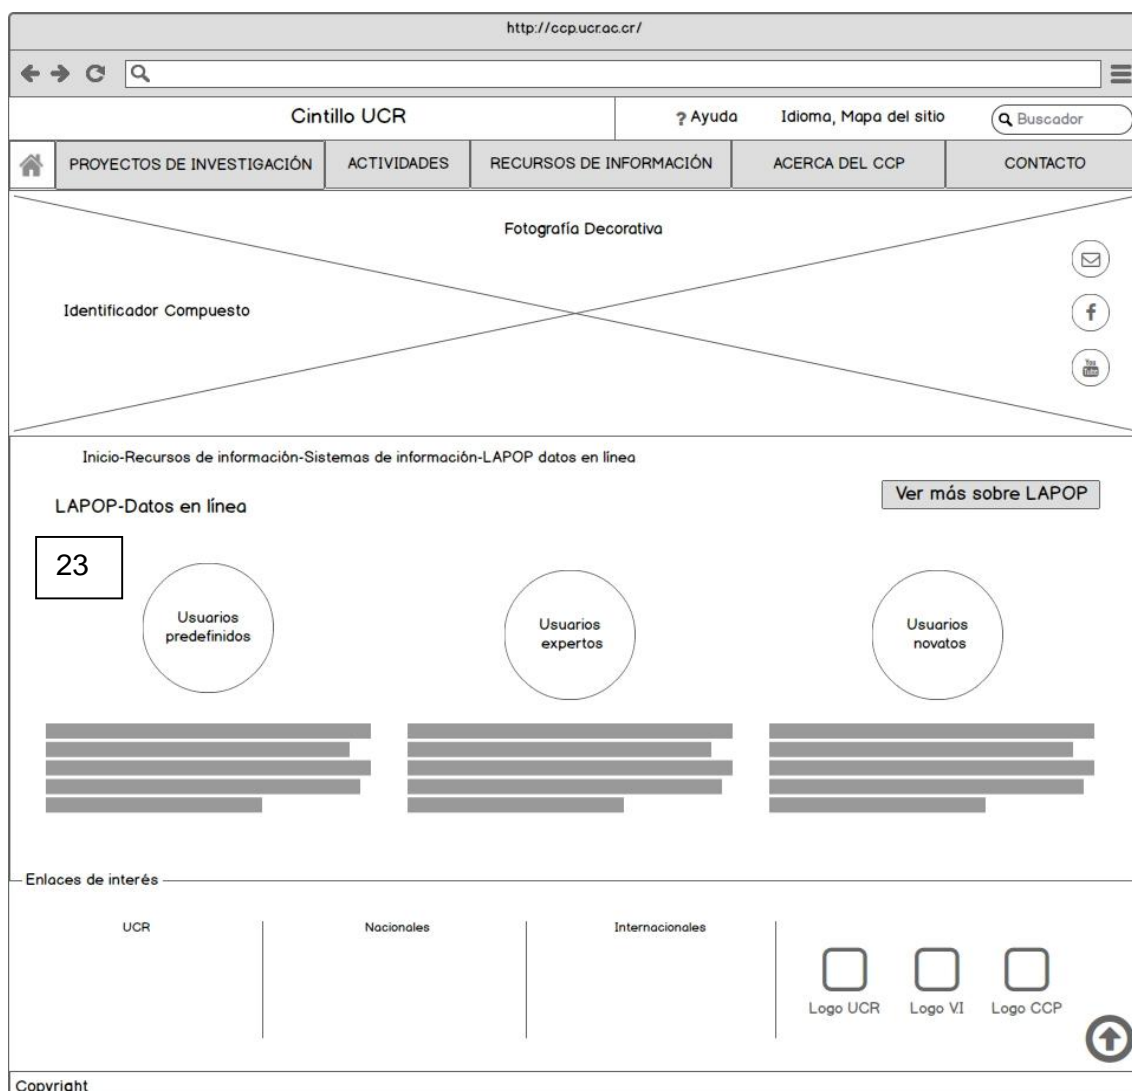 http://ccp.ucr.ac.cr/
Cintillo UCR
? Ayuda
Idioma, Mapa del sitio
Buscador
PROYECTOS DE INVESTIGACIÓN
ACTIVIDADES
RECURSOS DE INFORMACIÓN
ACERCA DEL CCP
CONTACTO
Fotografía Decorativa
Identificador Compuesto
f
You
Tube
Inicio-Recursos de información-Sistemas de información-LAPOP datos en línea
Ver más sobre LAPOP
LAPOP-Datos en línea
23
Usuarios
predefinidos
Usuarios
expertos
Usuarios
novatos
Enlaces de interés
UCR
Nacionales
Internacionales
Logo UCR
Logo V.I
Logo CCP
Copyright